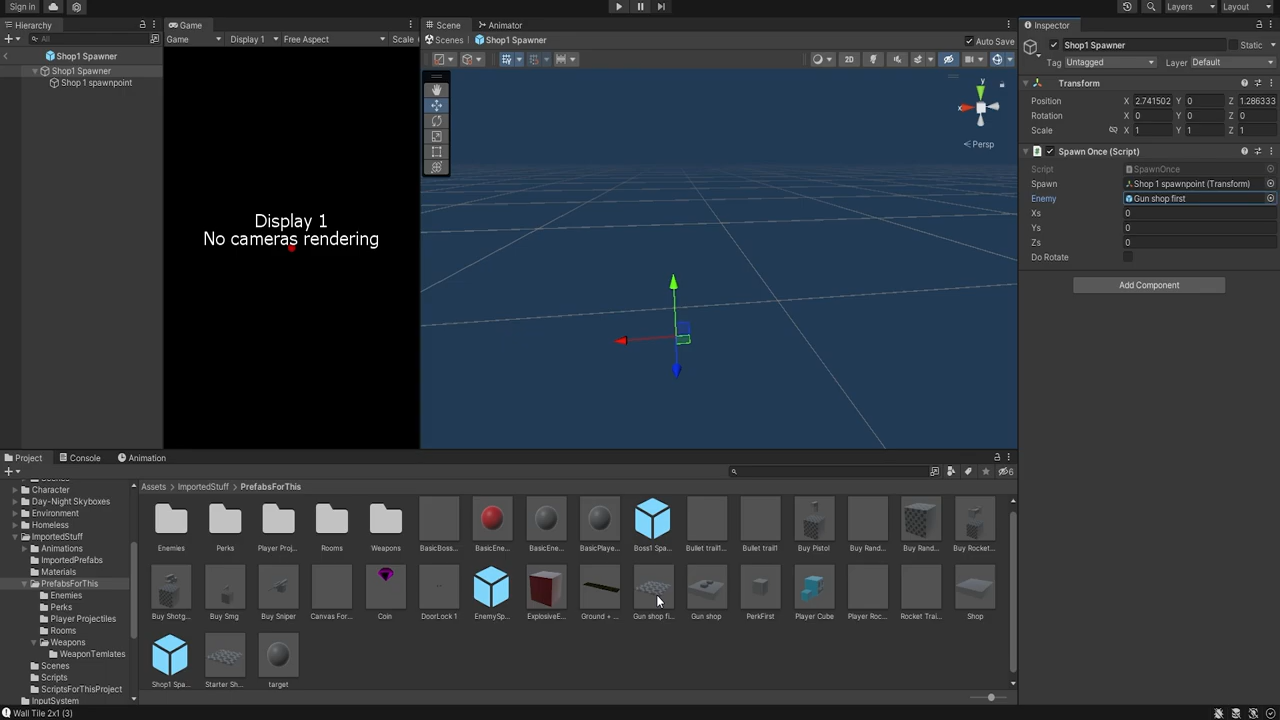 Sign in
Layers
Layout
Hierarchy
All
Shop1 Spawner
Shop1 Spawner
Shop 1 spawnpoint
Game
Game
Display 1
Free Aspect
Scale
Display 1
No cameras rendering
Scene
Animator
Scenes
Shop1 Spawner
Auto Save
2D
y
x
Persp
Inspector
Shop1 Spawner
Static
Tag
Untagged
Layer
Default
Transform
Position
X
2.741502
Y
0
Z
1.286333
Rotation
X
0
Y
0
Z
0
Scale
X
1
Y
1
Z
1
Spawn Once (Script)
Script
SpawnOnce
Spawn
Shop 1 spawnpoint (Transform)
Enemy
Gun shop first
Xs
0
Ys
0
Zs
0
Do Rotate
Add Component
Project
Console
Animation
6
Assets
ImportedStuff
PrefabsForThis
Character
Day-Night Skyboxes
Environment
Homeless
ImportedStuff
Animations
ImportedPrefabs
Materials
PrefabsForThis
Enemies
Perks
Player Projectiles
Rooms
Weapons
WeaponTemlates
Scenes
Scripts
ScriptsForThisProject
InputSystem
Enemies
Perks
Player Proj...
Rooms
Weapons
BasicBoss...
BasicEne...
BasicEne...
BasicPlaye...
Boss1 Spa...
Bullet trail1...
Bullet trail1
Buy Pistol
Buy Ran...
Buy Rand...
Buy Rocket...
Buy Shotg...
Buy Smg
Buy Sniper
Canvas For...
Coin
DoorLock 1
EnemySp...
ExplosiveE...
Ground + ...
Gun shop fi...
Gun shop
PerkFirst
Player Cube
Player Roc...
Rocket Trai...
Shop
Shop1 Spa...
Starter Sh...
target
Wall Tile 2x1 (3)